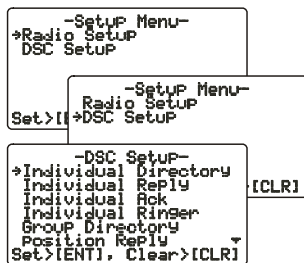 -Setup Menu-
→Radio Setup
DSC Setup
Set>[E
-Setup Menu-
Radio Setup
→DSC Setup
[CLR]
-DSC Setup-
→Individual Directory
Individual Reply
Individual Ack
Individual Ringer
Group Directory
Position Reply ▼
Set>[ENT], Clear>[CLR]